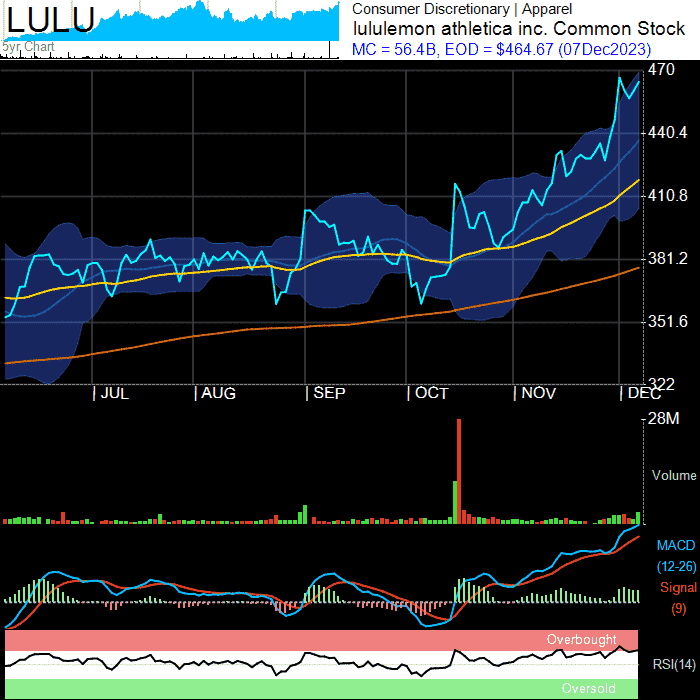 LULU
5yr Chart
Consumer Discretionary | Apparel
lululemon athletica inc. Common Stock
MC = 56.4B, EOD = $464.67 (07Dec2023)
470
440.4
410.8
381.2
351.6
322
| JUL | AUG | SEP | OCT | NOV | DEC
28M
Volume
MACD
(12-26)
Signal
(9)
Overbought
RSI(14)
Oversold